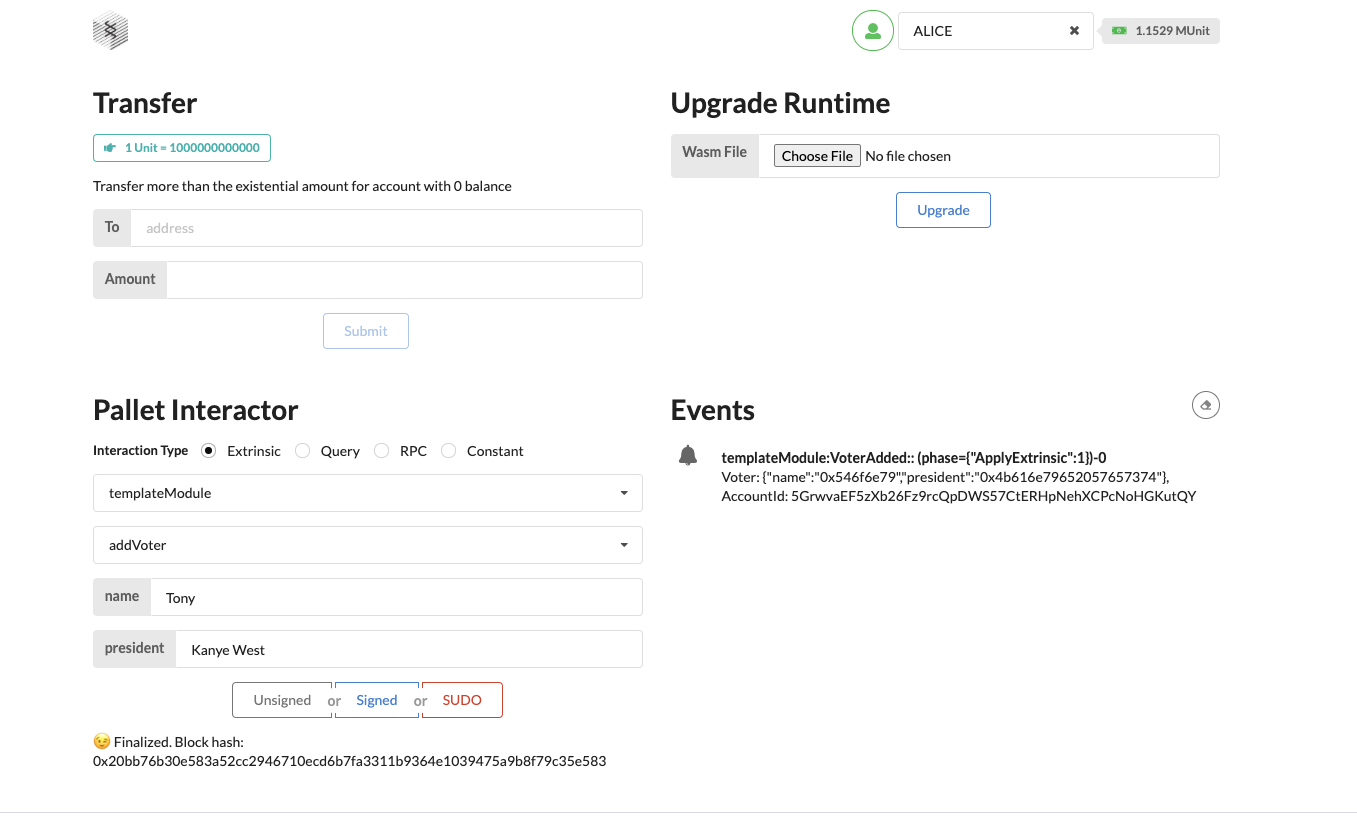 ALICE
1.1529 MUnit
Transfer
1 Unit = 1000000000000
Transfer more than the existential amount for account with 0 balance
To address
Amount
Submit
Upgrade Runtime
Wasm File Choose File No file chosen
Upgrade
Pallet Interactor
Interaction Type Extrinsic Query RPC Constant
templateModule
addVoter
name Tony
president Kanye West
Unsigned or Signed or SUDO
😉 Finalized. Block hash:
0x20bb76b30e583a52cc2946710ecd6b7fa3311b9364e1039475a9b8f79c35e583
Events
templateModule:VoterAdded:: (phase={"ApplyExtrinsic":1})-0
Voter: {"name":"0x546f6e79","president":"0x4b616e79652057657374"},
AccountId: 5GrwvaEF5zXb26Fz9rcQpDWS57CtERHpNehXCPcNoHGKutQY